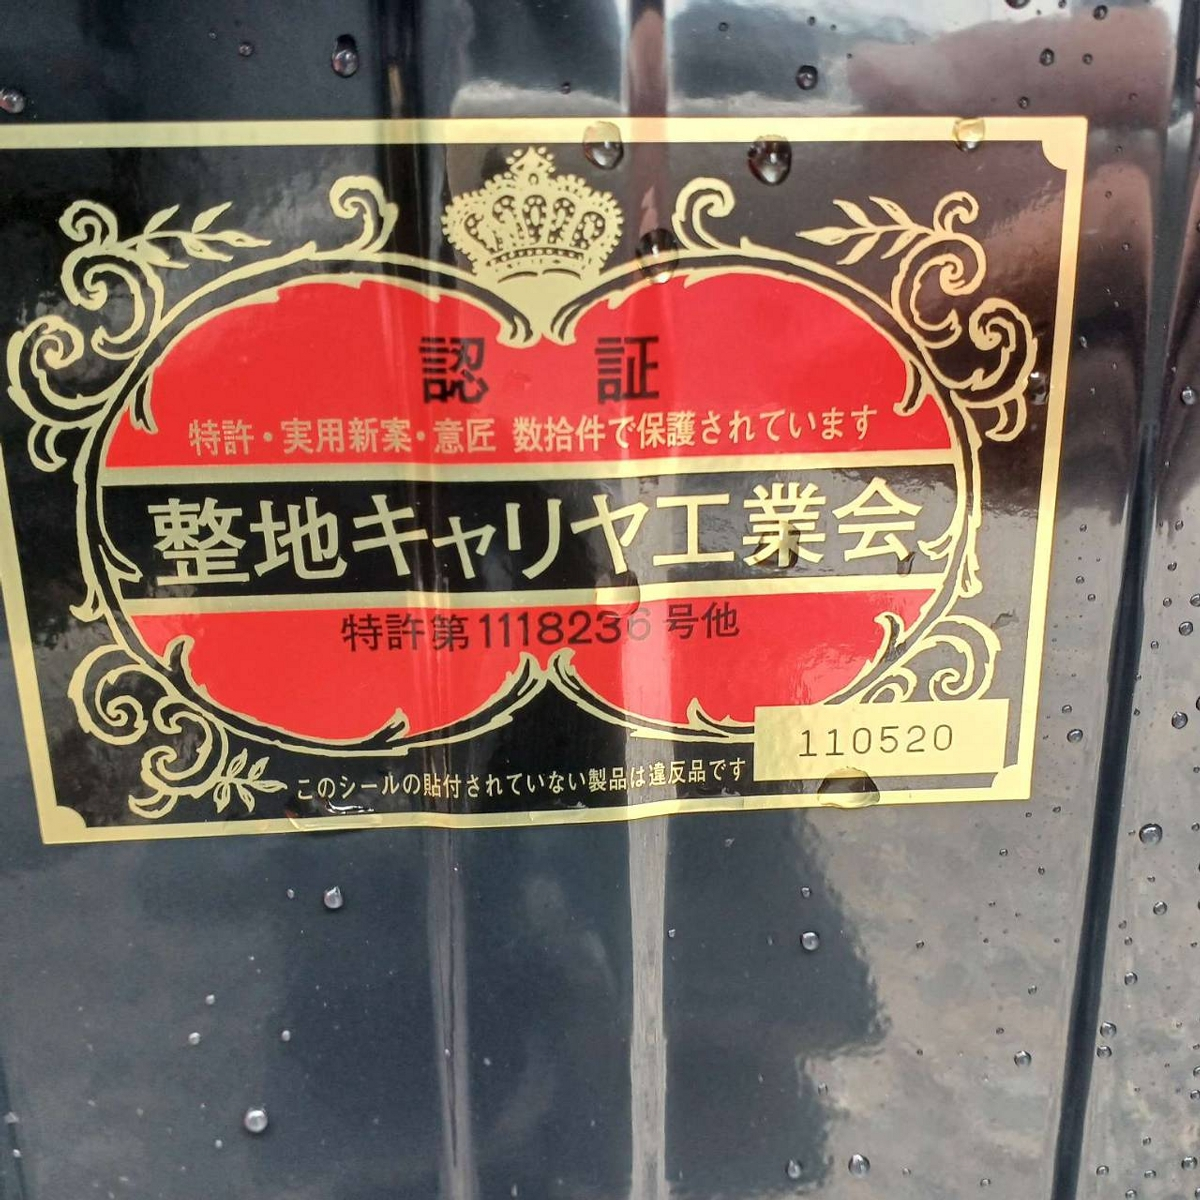 認 証
特許・実用新案・意匠 数拾件で保護されています
整地キャリヤ工業会
特許第1118236号他
110520
このシールの貼付されていない製品は違反品です